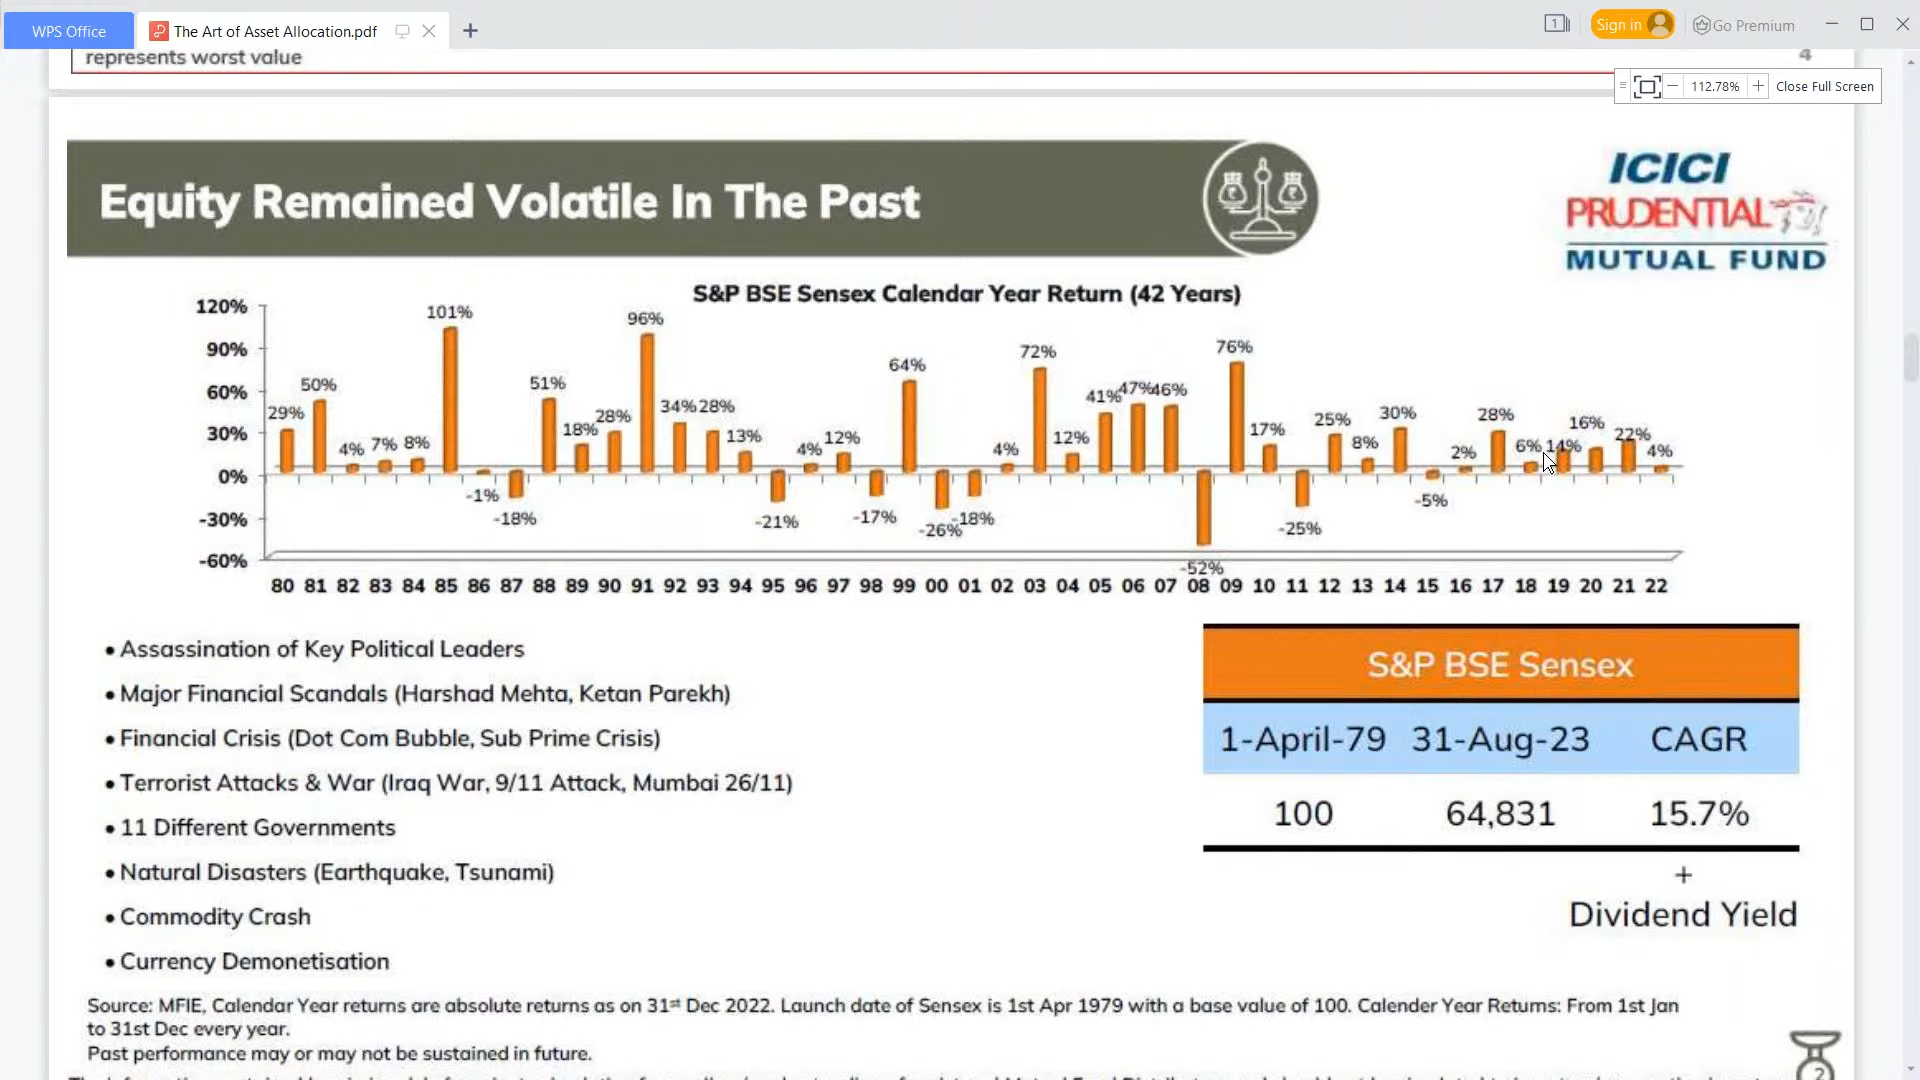 WPS Office
The Art of Asset Allocation.pdf
1
Sign in
Go Premium
represents worst value
4
112.78%
Close Full Screen
Equity Remained Volatile In The Past
ICICI
PRUDENTIAL
MUTUAL FUND
S&P BSE Sensex Calendar Year Return (42 Years)
120%
90%
60%
30%
0%
-30%
-60%
29% 50% 4% 7% 8% 101% -1% -18% 51% 18% 28% 96% 34% 28% 13% -21% 4% 12% -17% 64% -26% -18% 4% 72% 12% 41% 47% 46% -52% 76% 17% -25% 25% 8% 30% -5% 2% 28% 6% 14% 16% 22% 4%
80 81 82 83 84 85 86 87 88 89 90 91 92 93 94 95 96 97 98 99 00 01 02 03 04 05 06 07 08 09 10 11 12 13 14 15 16 17 18 19 20 21 22
• Assassination of Key Political Leaders
• Major Financial Scandals (Harshad Mehta, Ketan Parekh)
• Financial Crisis (Dot Com Bubble, Sub Prime Crisis)
• Terrorist Attacks & War (Iraq War, 9/11 Attack, Mumbai 26/11)
• 11 Different Governments
• Natural Disasters (Earthquake, Tsunami)
• Commodity Crash
• Currency Demonetisation
S&P BSE Sensex
1-April-79 31-Aug-23 CAGR
100 64,831 15.7%
+
Dividend Yield
Source: MFIE, Calendar Year returns are absolute returns as on 31st Dec 2022. Launch date of Sensex is 1st Apr 1979 with a base value of 100. Calender Year Returns: From 1st Jan
to 31st Dec every year.
Past performance may or may not be sustained in future.